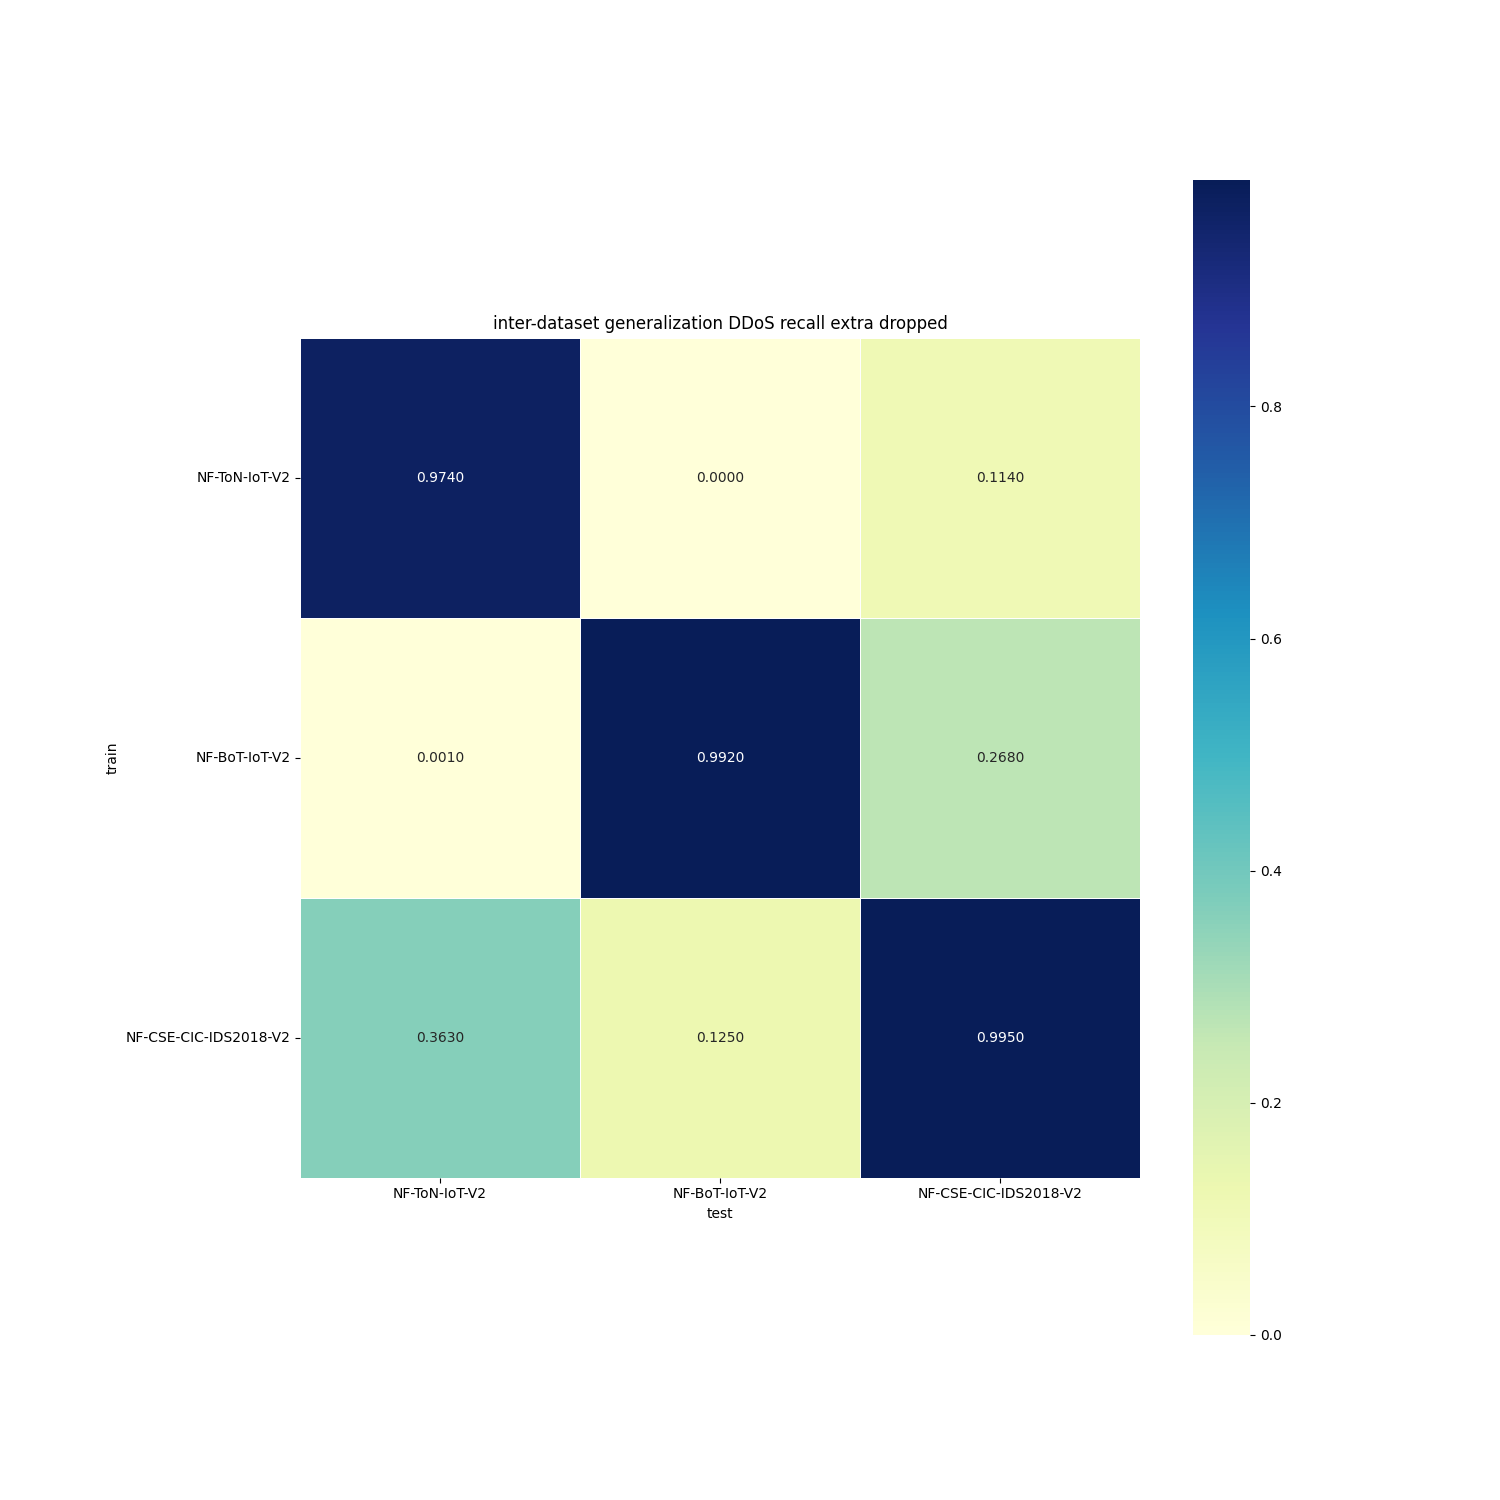 inter-dataset generalization DDoS recall extra dropped
NF-ToN-IoT-V2
0.9740
0.0000
0.1140
NF-BoT-IoT-V2
0.0010
0.9920
0.2680
NF-CSE-CIC-IDS2018-V2
0.3630
0.1250
0.9950
train
NF-ToN-IoT-V2
NF-BoT-IoT-V2
NF-CSE-CIC-IDS2018-V2
test
0.8
0.6
0.4
0.2
0.0